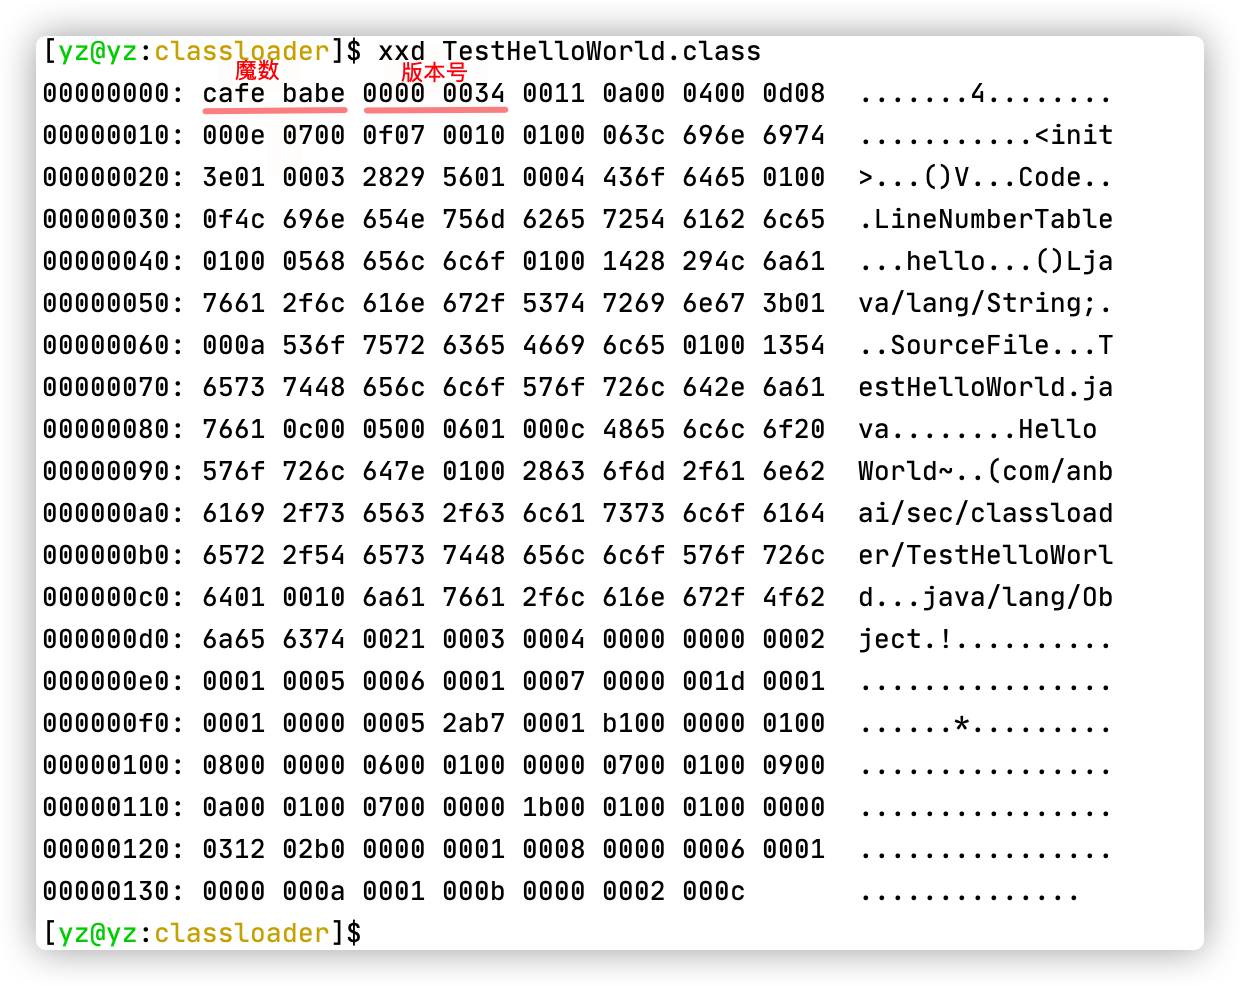 [yz@yz:classloader]$ xxd TestHelloWorld.class
魔数 版本号
00000000: cafe babe 0000 0034 0011 0a00 0400 0d08  .......4........
00000010: 000e 0700 0f07 0010 0100 063c 696e 6974  ...........<init
00000020: 3e01 0003 2829 5601 0004 436f 6465 0100  >...()V...Code..
00000030: 0f4c 696e 654e 756d 6265 7254 6162 6c65  .LineNumberTable
00000040: 0100 0568 656c 6c6f 0100 1428 294c 6a61  ...hello...()Lja
00000050: 7661 2f6c 616e 672f 5374 7269 6e67 3b01  va/lang/String;.
00000060: 000a 536f 7572 6365 4669 6c65 0100 1354  ..SourceFile...T
00000070: 6573 7448 656c 6c6f 576f 726c 642e 6a61  estHelloWorld.ja
00000080: 7661 0c00 0500 0601 000c 4865 6c6c 6f20  va........Hello 
00000090: 576f 726c 647e 0100 2863 6f6d 2f61 6e62  World~..(com/anb
000000a0: 6169 2f73 6563 2f63 6c61 7373 6c6f 6164  ai/sec/classload
000000b0: 6572 2f54 6573 7448 656c 6c6f 576f 726c  er/TestHelloWorl
000000c0: 6401 0010 6a61 7661 2f6c 616e 672f 4f62  d...java/lang/Ob
000000d0: 6a65 6374 0021 0003 0004 0000 0000 0002  ject.!..........
000000e0: 0001 0005 0006 0001 0007 0000 001d 0001  ................
000000f0: 0001 0000 0005 2ab7 0001 b100 0000 0100  ......*.........
00000100: 0800 0000 0600 0100 0000 0700 0100 0900  ................
00000110: 0a00 0100 0700 0000 1b00 0100 0100 0000  ................
00000120: 0312 02b0 0000 0001 0008 0000 0006 0001  ................
00000130: 0000 000a 0001 000b 0000 0002 000c       ..............
[yz@yz:classloader]$